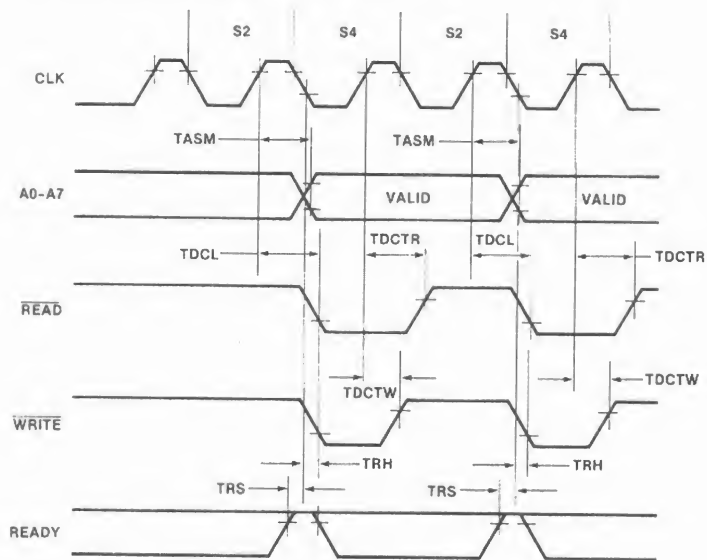 S2 S4 S2 S4
CLK
TASM TASM
A0-A7 VALID VALID
TDCL TDCTR TDCL TDCTR
READ
TDCTW TDCTW
WRITE
TRH TRH
TRS TRS
READY